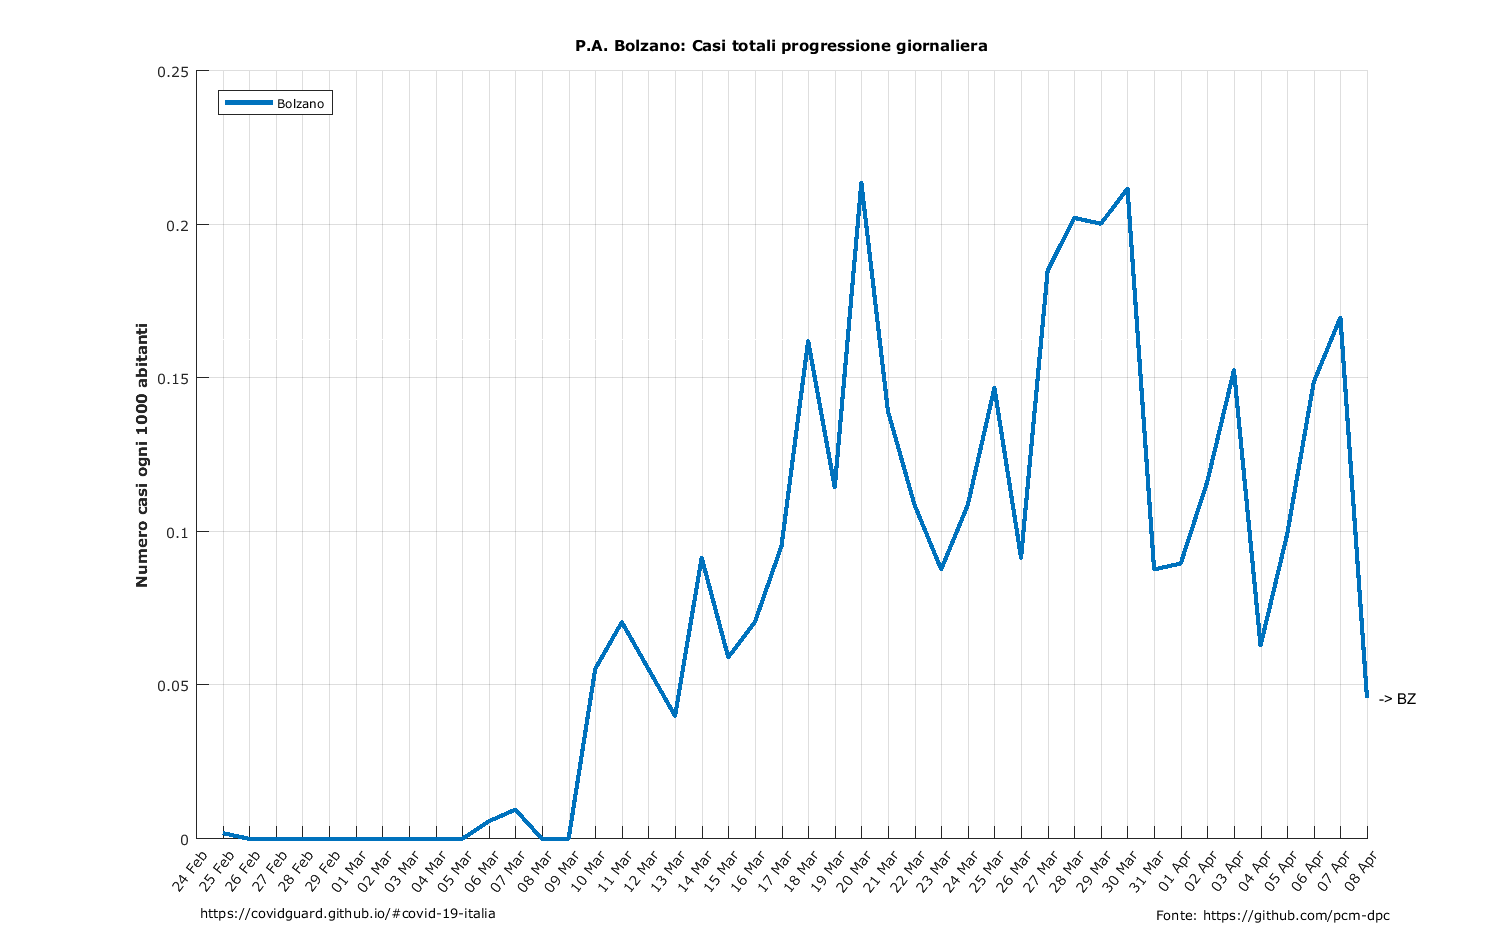 P.A. Bolzano: Casi totali progressione giornaliera
0.25
Bolzano
0.2
0.15
Numero casi ogni 1000 abitanti
0.1
0.05
-> BZ
0
24 Feb
25 Feb
26 Feb
27 Feb
28 Feb
29 Feb
01 Mar
02 Mar
03 Mar
04 Mar
05 Mar
06 Mar
07 Mar
08 Mar
09 Mar
10 Mar
11 Mar
12 Mar
13 Mar
14 Mar
15 Mar
16 Mar
17 Mar
18 Mar
19 Mar
20 Mar
21 Mar
22 Mar
23 Mar
24 Mar
25 Mar
26 Mar
27 Mar
28 Mar
29 Mar
30 Mar
31 Mar
01 Apr
02 Apr
03 Apr
04 Apr
05 Apr
06 Apr
07 Apr
08 Apr
https://covidguard.github.io/#covid-19-italia
Fonte: https://github.com/pcm-dpc